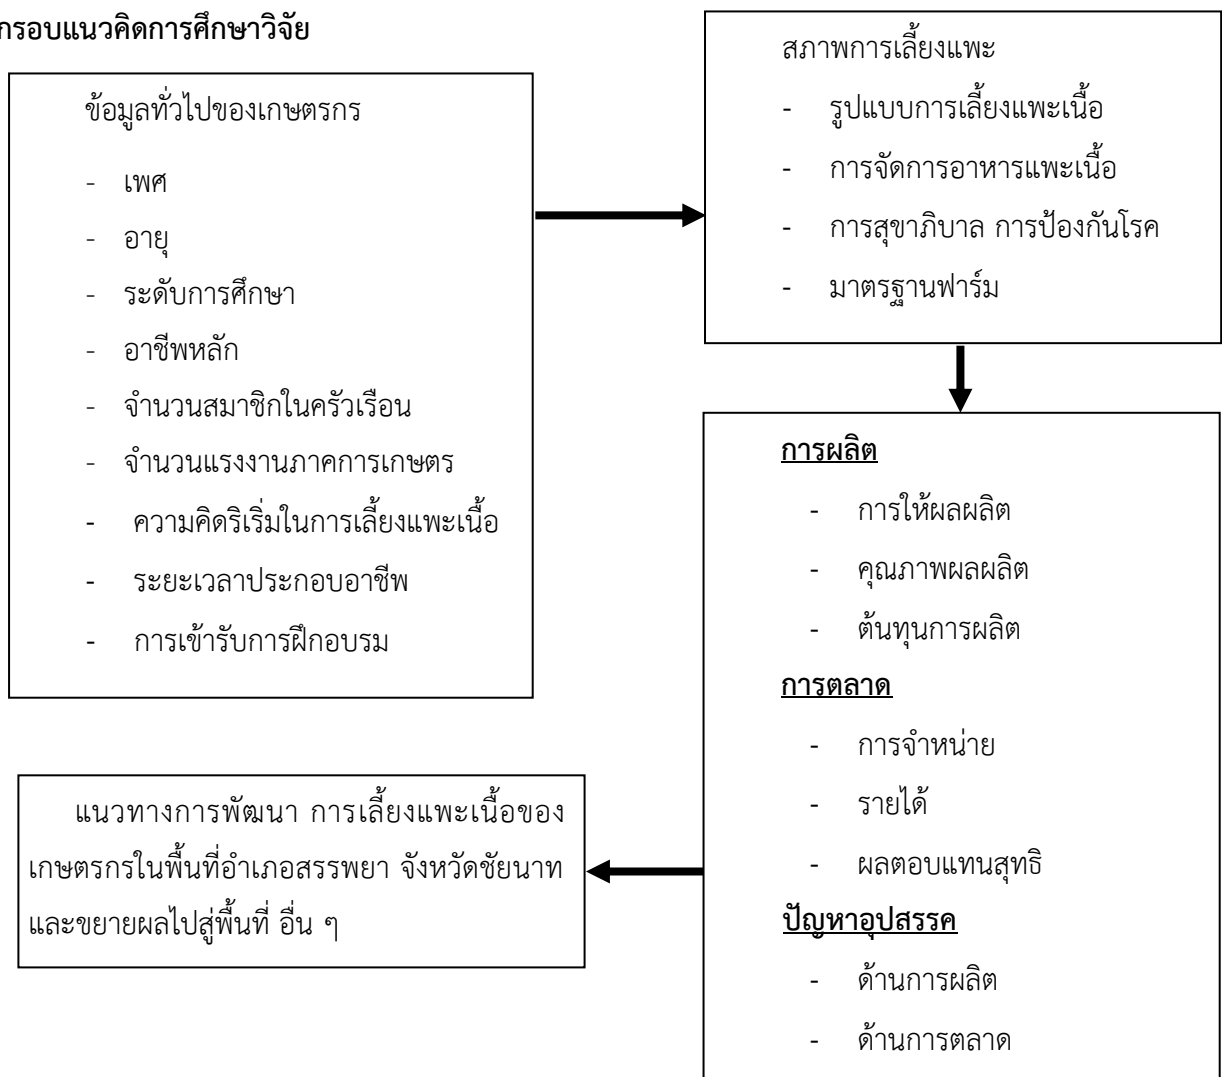 กรอบแนวคิดการศึกษาวิจัย
ข้อมูลทั่วไปของเกษตรกร
- เพศ
- อายุ
- ระดับการศึกษา
- อาชีพหลัก
- จำนวนสมาชิกในครัวเรือน
- จำนวนแรงงานภาคการเกษตร
- ความคิดริเริ่มในการเลี้ยงแพะเนื้อ
- ระยะเวลาประกอบอาชีพ
- การเข้ารับการฝึกอบรม
สภาพการเลี้ยงแพะ
- รูปแบบการเลี้ยงแพะเนื้อ
- การจัดการอาหารแพะเนื้อ
- การสุขาภิบาล การป้องกันโรค
- มาตรฐานฟาร์ม
การผลิต
- การให้ผลผลิต
- คุณภาพผลผลิต
- ต้นทุนการผลิต
การตลาด
- การจำหน่าย
- รายได้
- ผลตอบแทนสุทธิ
ปัญหาอุปสรรค
- ด้านการผลิต
- ด้านการตลาด
แนวทางการพัฒนา การเลี้ยงแพะเนื้อของ
เกษตรกรในพื้นที่อำเภอสรรพยา จังหวัดชัยนาท
และขยายผลไปสู่พื้นที่ อื่น ๆ